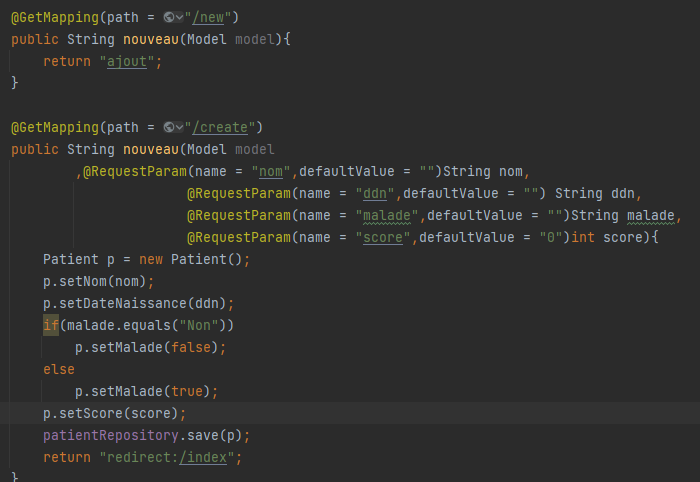 @GetMapping(path = "/new")
public String nouveau(Model model){
    return "ajout";
}

@GetMapping(path = "/create")
public String nouveau(Model model
        ,@RequestParam(name = "nom",defaultValue = "")String nom,
                      @RequestParam(name = "ddn",defaultValue = "") String ddn,
                      @RequestParam(name = "malade",defaultValue = "")String malade,
                      @RequestParam(name = "score",defaultValue = "0")int score){
    Patient p = new Patient();
    p.setNom(nom);
    p.setDateNaissance(ddn);
    if(malade.equals("Non"))
        p.setMalade(false);
    else
        p.setMalade(true);
    p.setScore(score);
    patientRepository.save(p);
    return "redirect:/index";
}